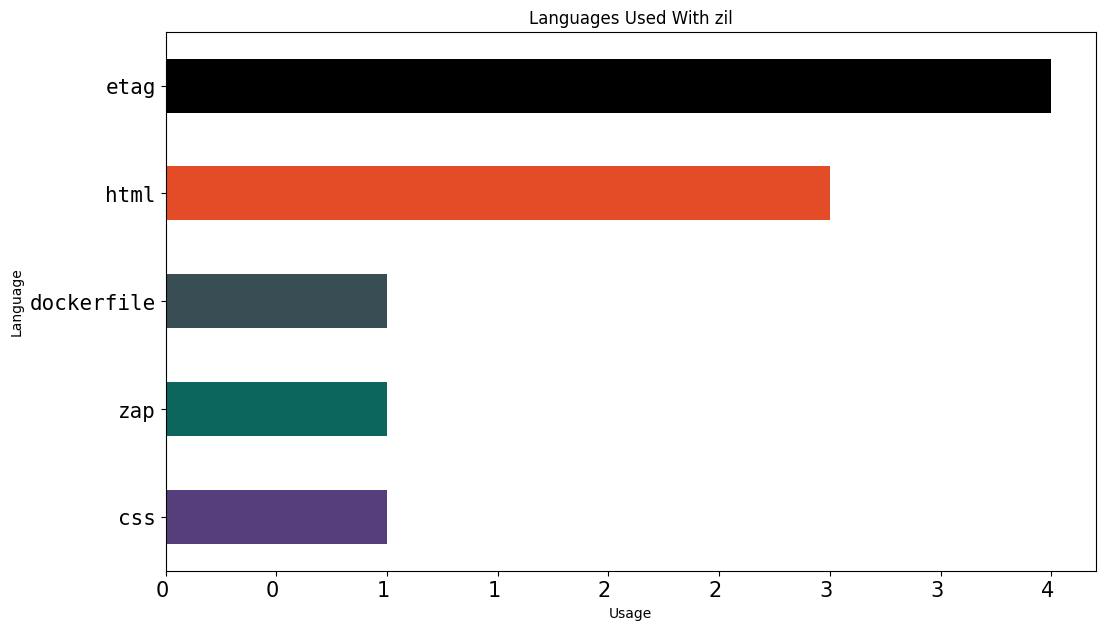 Languages Used With zil
etag
html
dockerfile
zap
css
Language
0 0 1 1 2 2 3 3 4
Usage